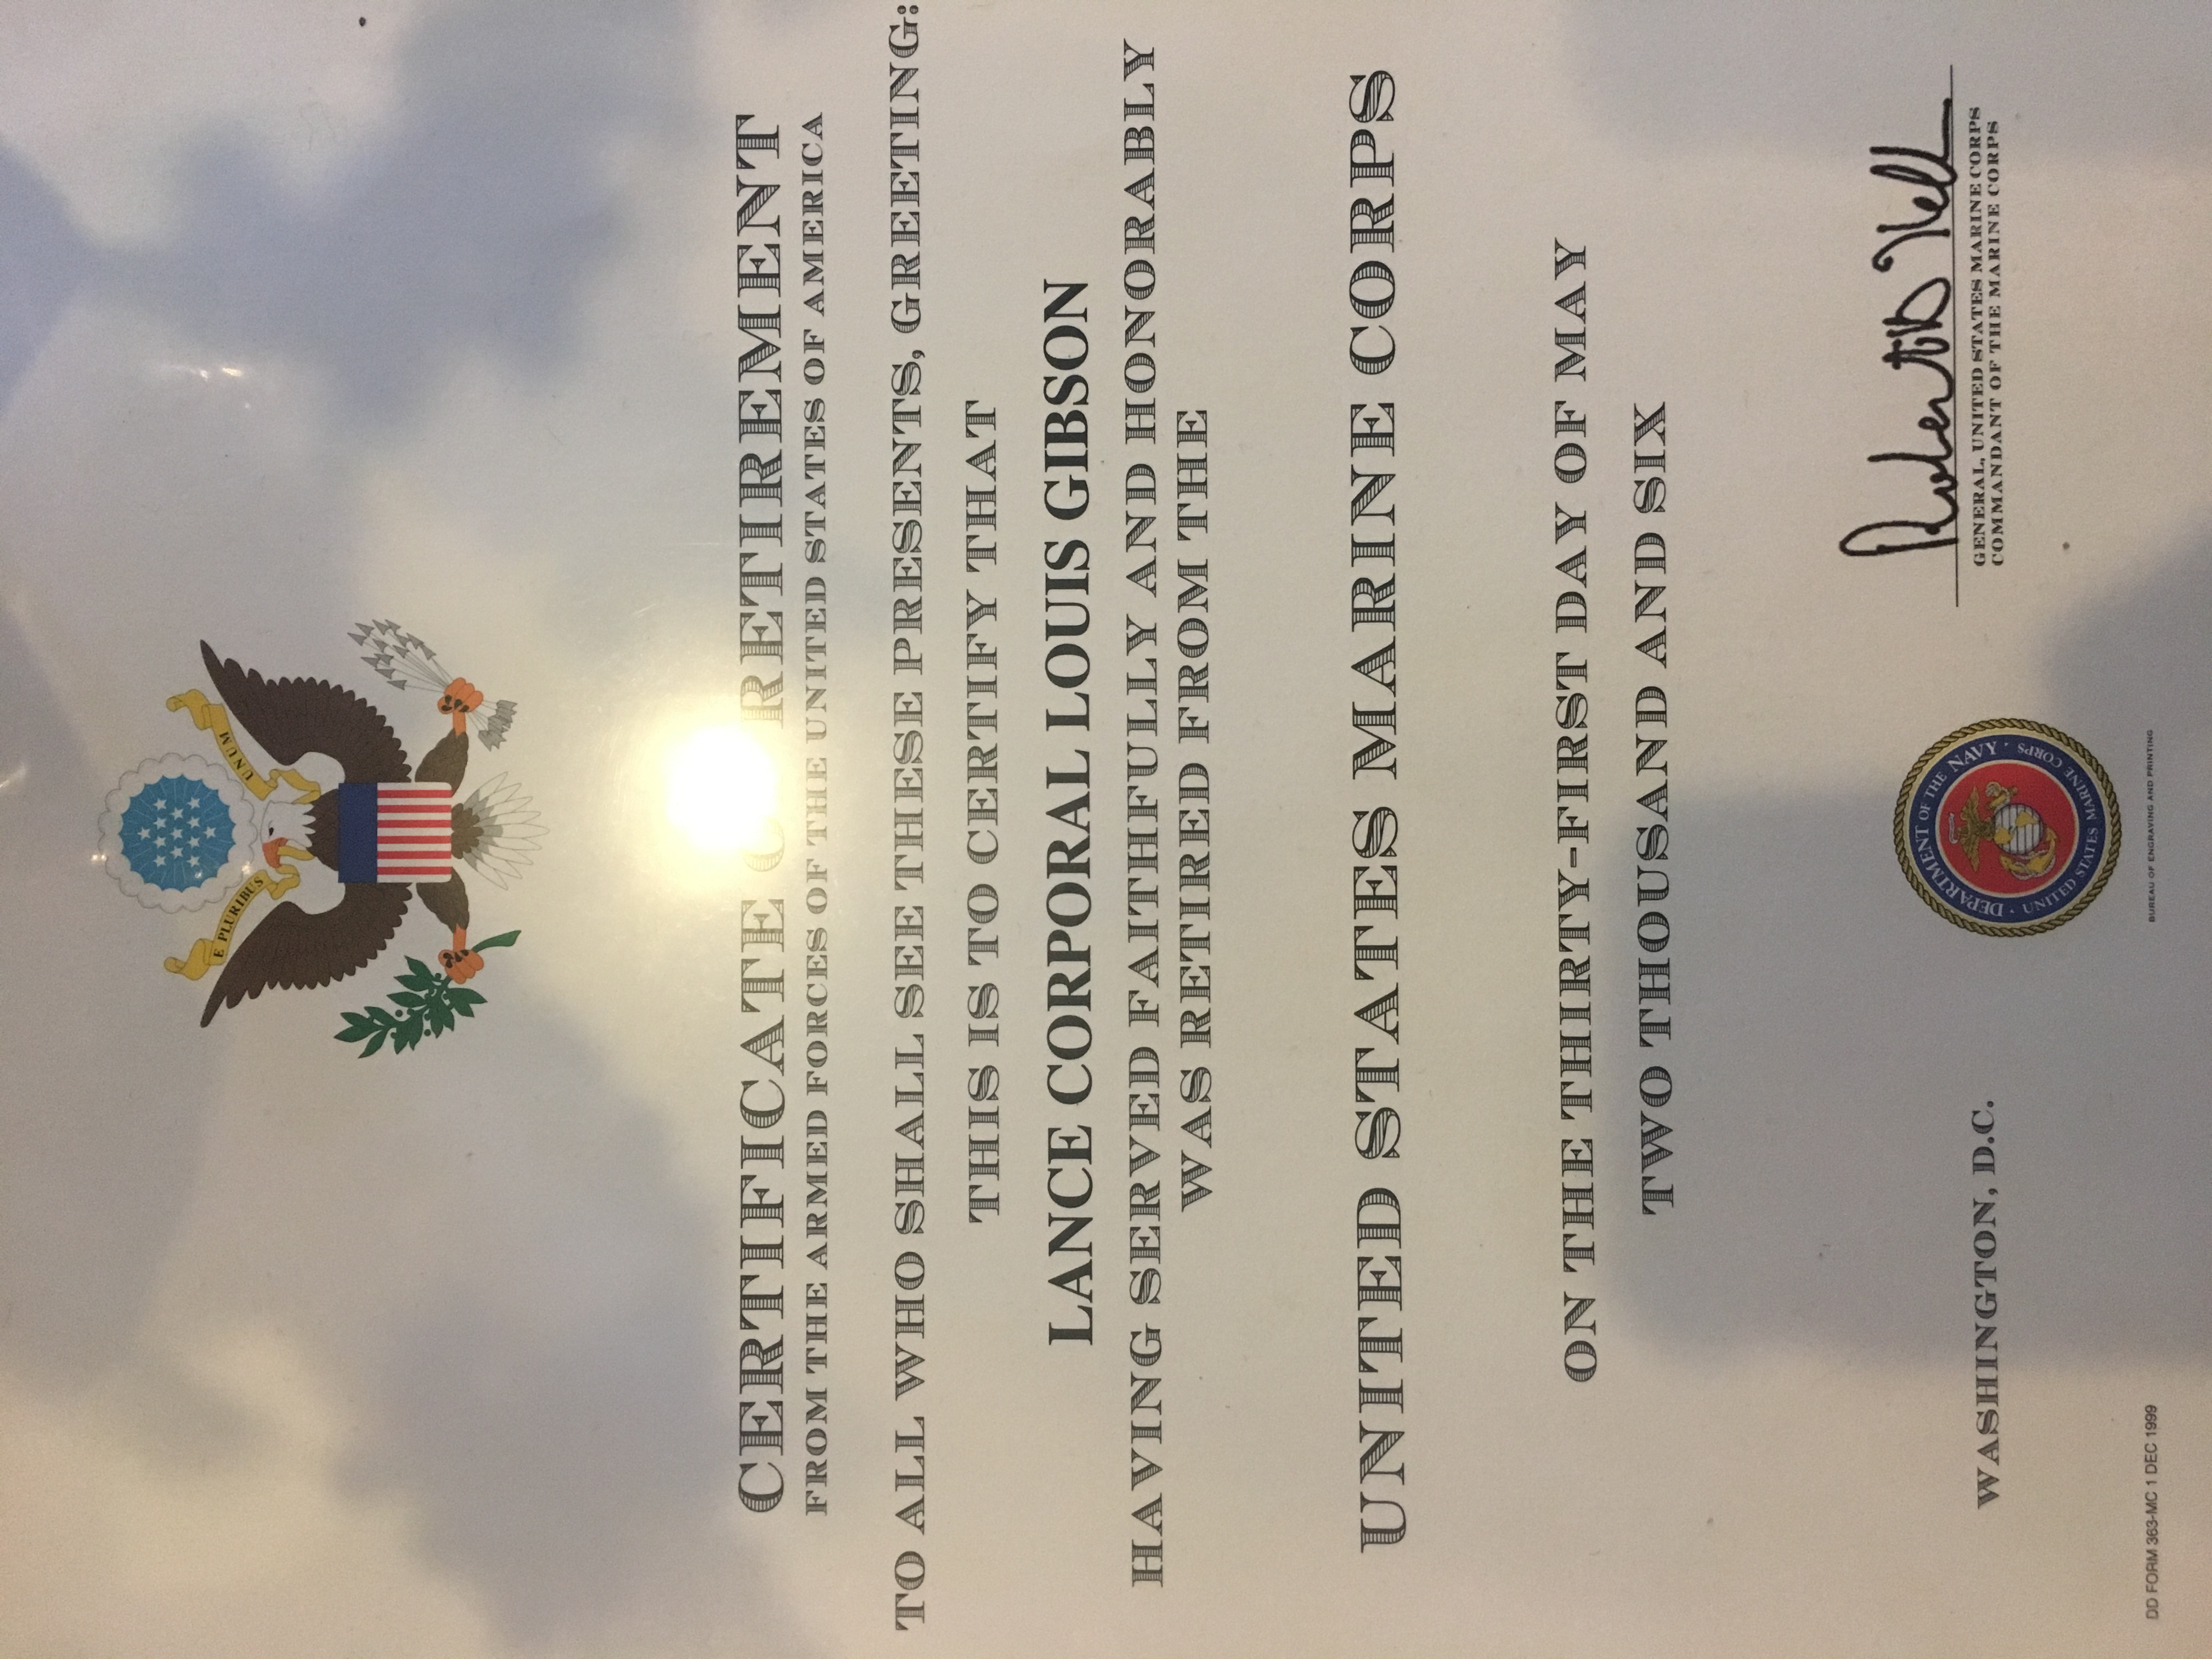 E PLURIBUS UNUM
CERTIFICATE RETIREMENT
FROM THE ARMED FORCES OF THE UNITED STATES OF AMERICA
TO ALL WHO SHALL SEE THESE PRESENTS, GREETING:
THIS IS TO CERTIFY THAT
LANCE CORPORAL LOUIS GIBSON
HAVING SERVED FAITHFULLY AND HONORABLY
WAS RETIRED FROM THE
UNITED STATES MARINE CORPS
ON THE THIRTY-FIRST DAY OF MAY
TWO THOUSAND AND SIX
WASHINGTON, D.C.
DEPARTMENT OF THE NAVY
UNITED STATES MARINE CORPS
GENERAL, UNITED STATES MARINE CORPS
COMMANDANT OF THE MARINE CORPS
DD FORM 363-MC 1 DEC 1999
BUREAU OF ENGRAVING AND PRINTING